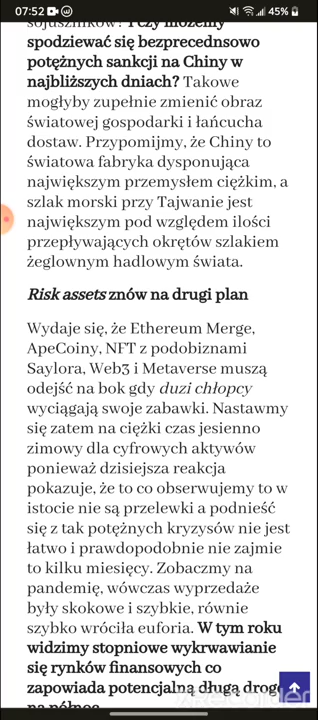 07:52
45%
sojuszników? I czy możemy
spodziewać się bezprecednsowo
potężnych sankcji na Chiny w
najbliższych dniach? Takowe
mogłyby zupełnie zmienić obraz
światowej gospodarki i łańcucha
dostaw. Przypomijmy, że Chiny to
światowa fabryka dysponująca
największym przemysłem ciężkim, a
szlak morski przy Tajwanie jest
największym pod względem ilości
przepływających okrętów szlakiem
żeglownym hadlowym świata.
Risk assets znów na drugi plan
Wydaje się, że Ethereum Merge,
ApeCoiny, NFT z podobiznami
Saylora, Web3 i Metaverse muszą
odejść na bok gdy duzi chłopcy
wyciągają swoje zabawki. Nastawmy
się zatem na ciężki czas jesienno
zimowy dla cyfrowych aktywów
ponieważ dzisiejsza reakcja
pokazuje, że to co obserwujemy to w
istocie nie są przelewki a podnieść
się z tak potężnych kryzysów nie jest
łatwo i prawdopodobnie nie zajmie
to kilku miesięcy. Zobaczmy na
pandemię, wówczas wyprzedaże
były skokowe i szybkie, równie
szybko wróciła euforia. W tym roku
widzimy stopniowe wykrwawianie
się rynków finansowych co
zapowiada potencjalną długą drogę
na północ